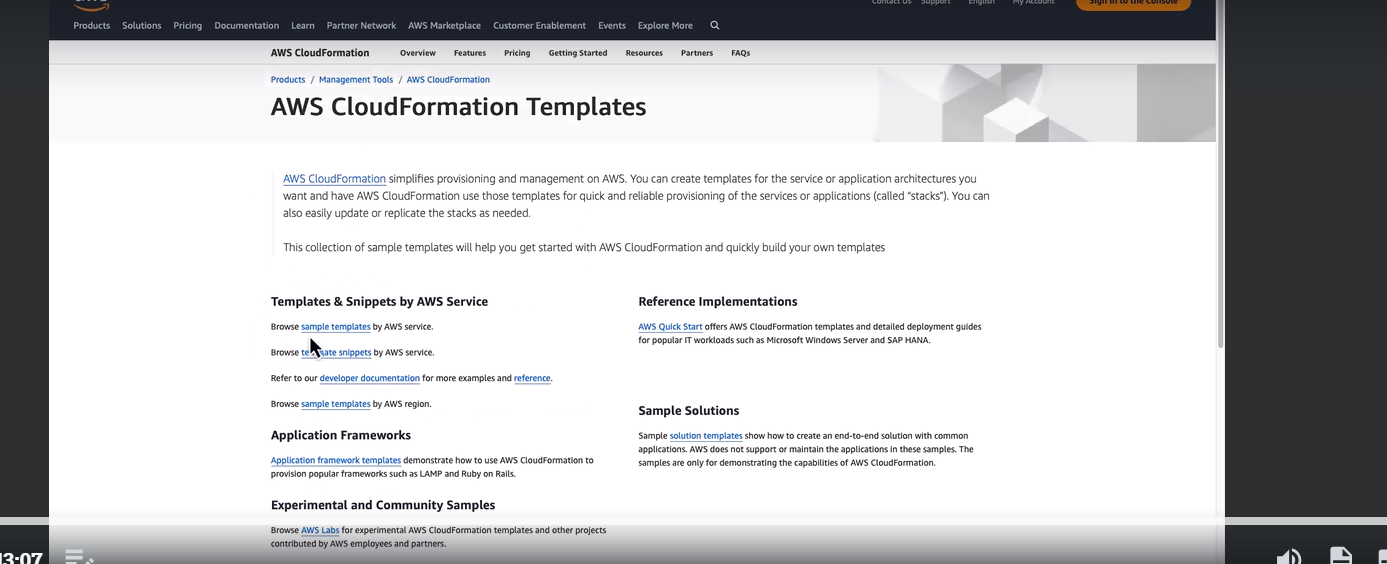 Contact Us Support English My Account Sign In to the Console
Products Solutions Pricing Documentation Learn Partner Network AWS Marketplace Customer Enablement Events Explore More
AWS CloudFormation Overview Features Pricing Getting Started Resources Partners FAQs
Products / Management Tools / AWS CloudFormation
AWS CloudFormation Templates
AWS CloudFormation simplifies provisioning and management on AWS. You can create templates for the service or application architectures you
want and have AWS CloudFormation use those templates for quick and reliable provisioning of the services or applications (called “stacks”). You can
also easily update or replicate the stacks as needed.
This collection of sample templates will help you get started with AWS CloudFormation and quickly build your own templates
Templates & Snippets by AWS Service
Browse sample templates by AWS service.
Browse template snippets by AWS service.
Refer to our developer documentation for more examples and reference.
Browse sample templates by AWS region.
Application Frameworks
Application framework templates demonstrate how to use AWS CloudFormation to
provision popular frameworks such as LAMP and Ruby on Rails.
Experimental and Community Samples
Browse AWS Labs for experimental AWS CloudFormation templates and other projects
contributed by AWS employees and partners.
Reference Implementations
AWS Quick Start offers AWS CloudFormation templates and detailed deployment guides
for popular IT workloads such as Microsoft Windows Server and SAP HANA.
Sample Solutions
Sample solution templates show how to create an end-to-end solution with common
applications. AWS does not support or maintain the applications in these samples. The
samples are only for demonstrating the capabilities of AWS CloudFormation.
13:07